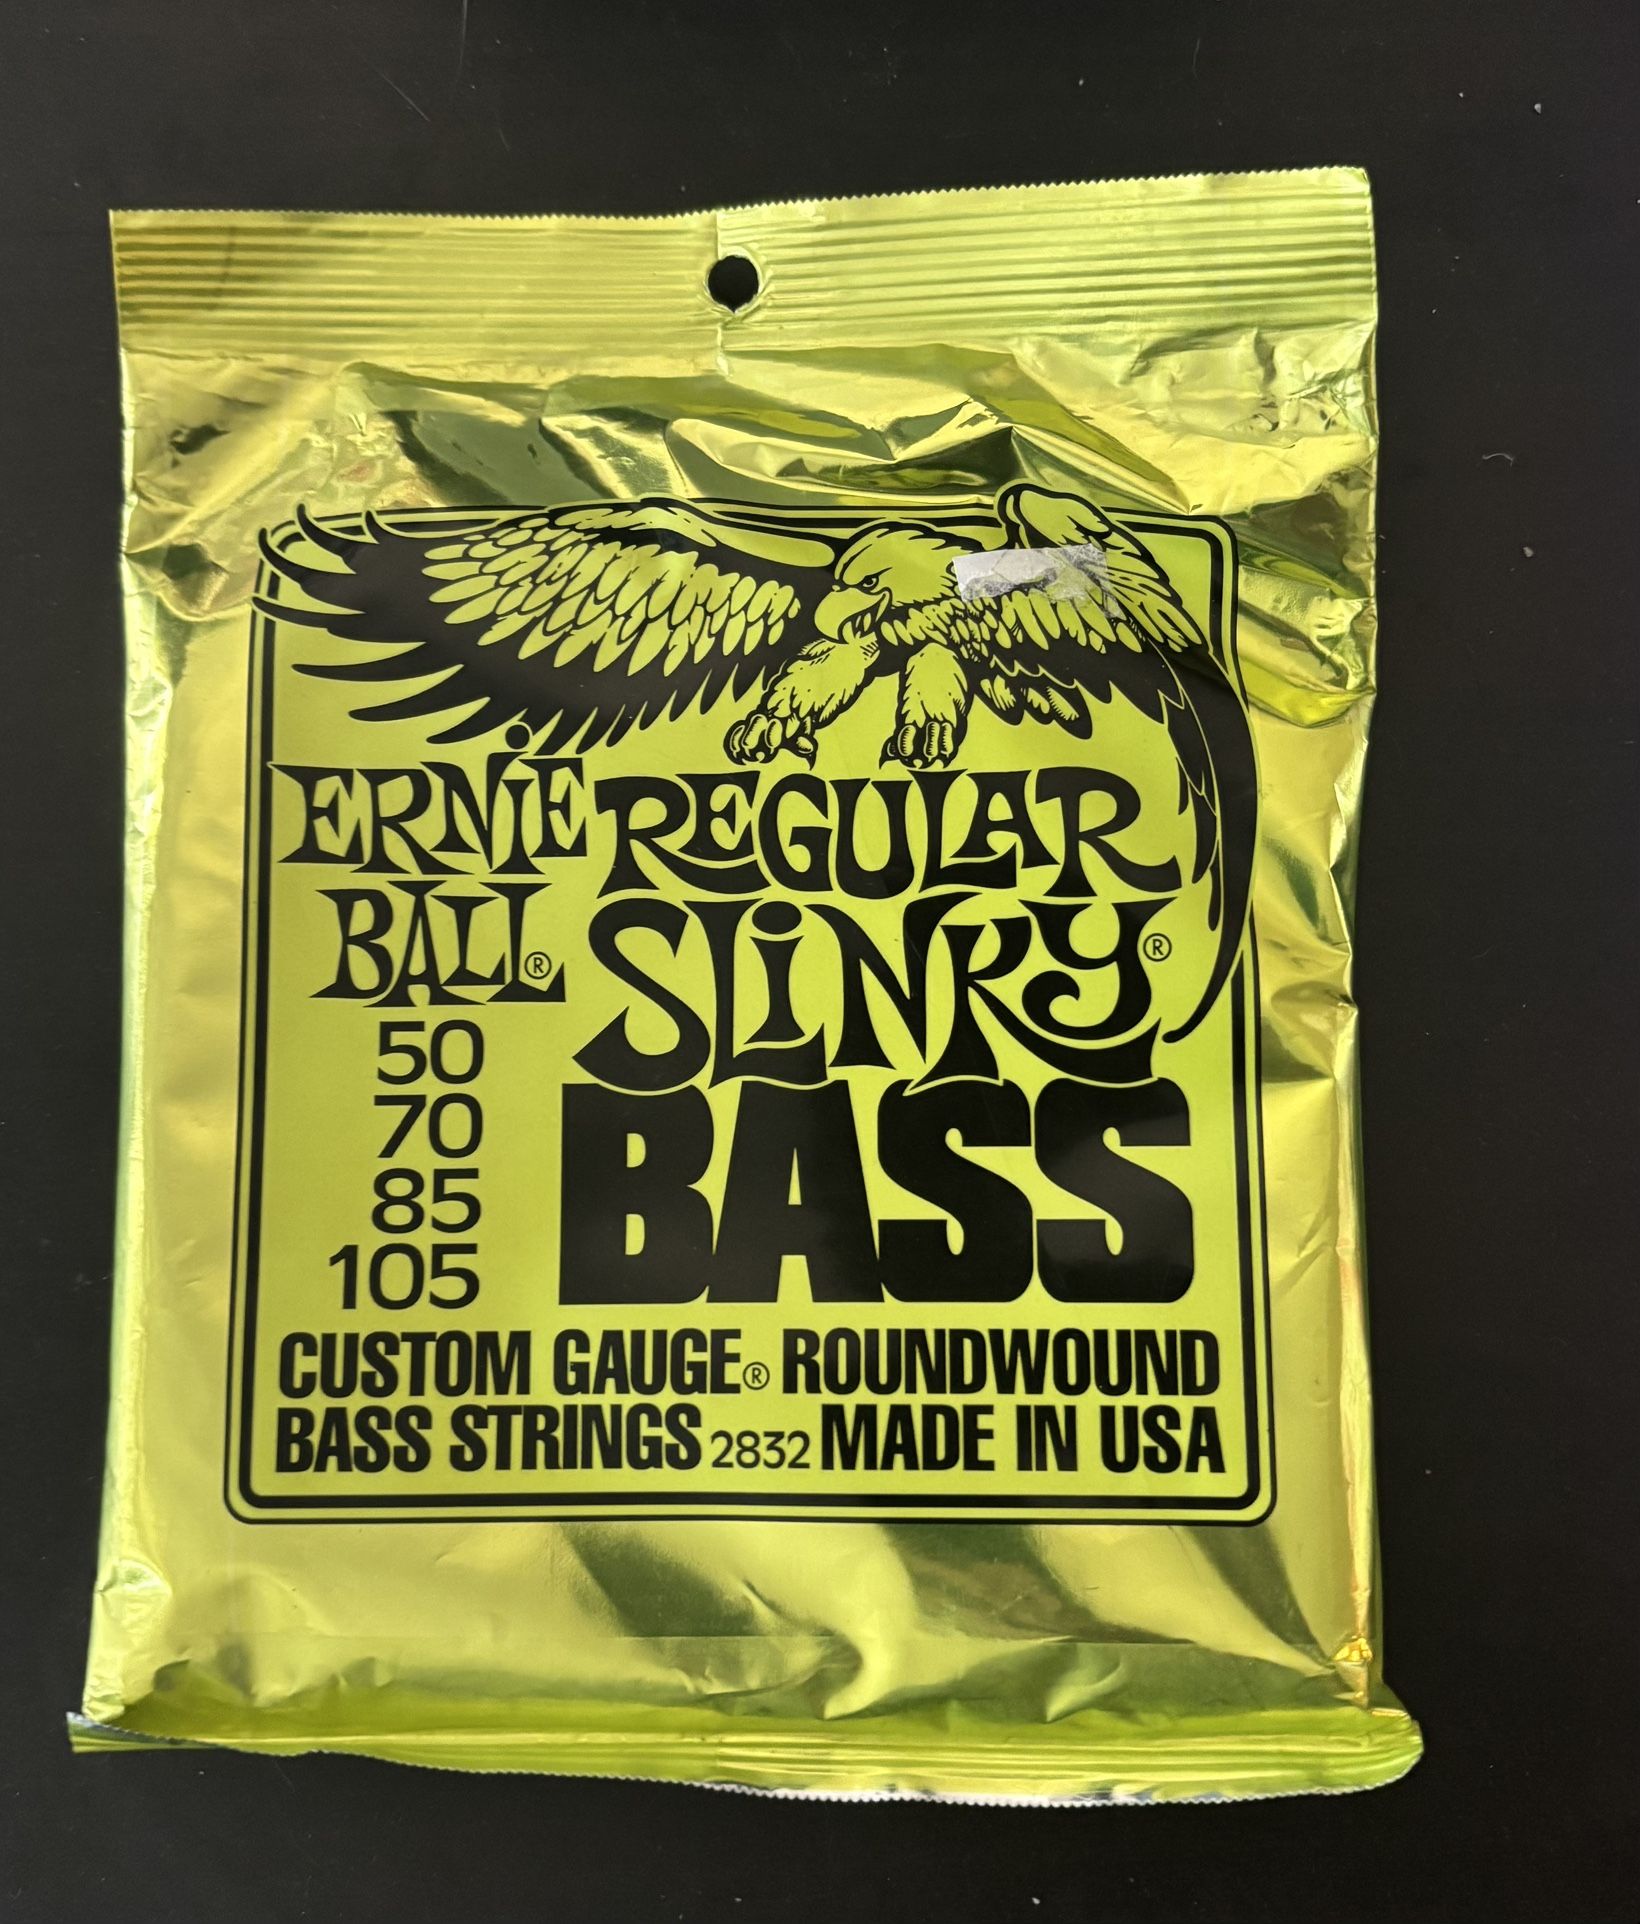 ERNiE
BALL®
REGULAR
SLiNKY®
BASS
50
70
85
105
CUSTOM GAUGE® ROUNDWOUND
BASS STRINGS 2832 MADE IN USA